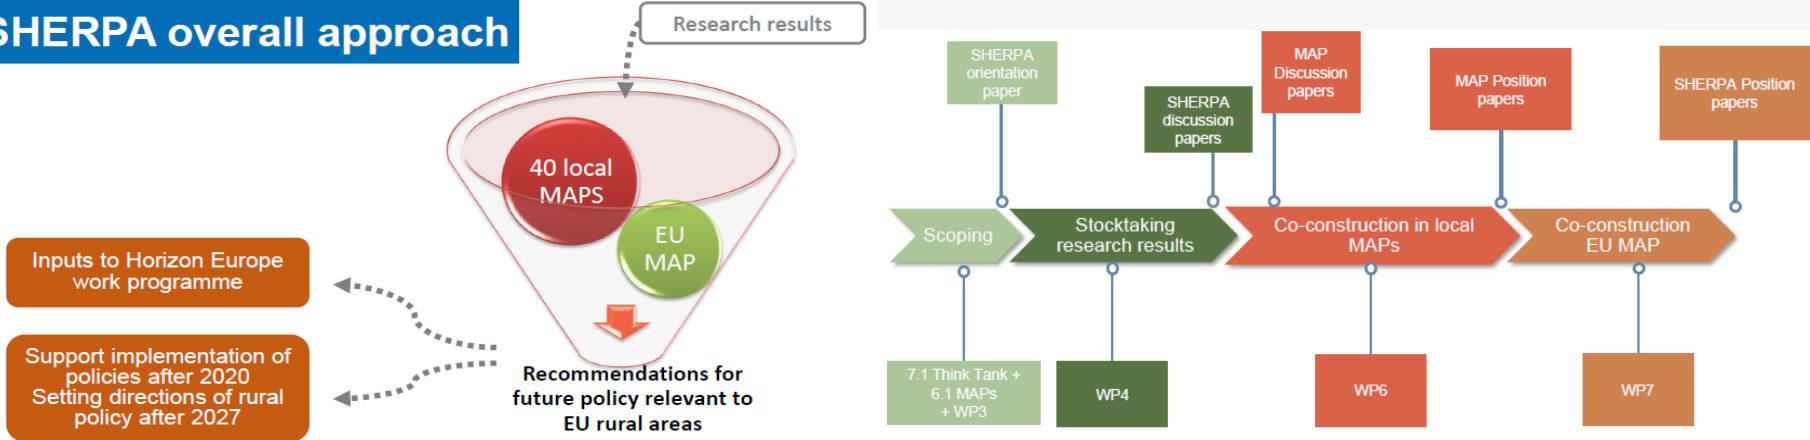 SHERPA overall approach
Research results
40 local
MAPS
EU
MAP
Inputs to Horizon Europe
work programme
Support implementation of
policies after 2020
Setting directions of rural
policy after 2027
Recommendations for
future policy relevant to
EU rural areas
SHERPA
orientation
paper
SHERPA
discussion
papers
MAP
Discussion
papers
MAP Position
papers
SHERPA Position
papers
Scoping
Stocktaking
research results
Co-construction in local
MAPs
Co-construction
EU MAP
7.1 Think Tank +
6.1 MAPs
+ WP3
WP4
WP6
WP7